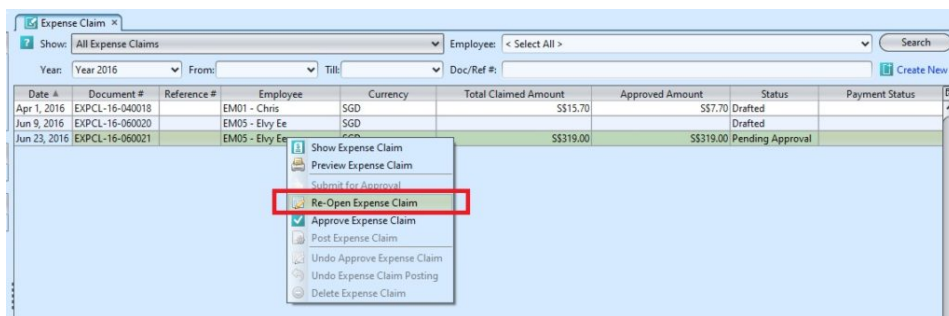 Expense Claim ×
? Show: All Expense Claims Employee: < Select All > Search
Year: Year 2016 From: Till: Doc/Ref #: Create New
Date Document # Reference # Employee Currency Total Claimed Amount Approved Amount Status Payment Status
Apr 1, 2016 EXPCL-16-040018 EM01 - Chris SGD S$15.70 S$7.70 Drafted
Jun 9, 2016 EXPCL-16-060020 EM05 - Elvy Ee SGD Drafted
Jun 23, 2016 EXPCL-16-060021 EM05 - Elvy Ee S$319.00 S$319.00 Pending Approval
Show Expense Claim
Preview Expense Claim
Submit for Approval
Re-Open Expense Claim
Approve Expense Claim
Post Expense Claim
Undo Approve Expense Claim
Undo Expense Claim Posting
Delete Expense Claim